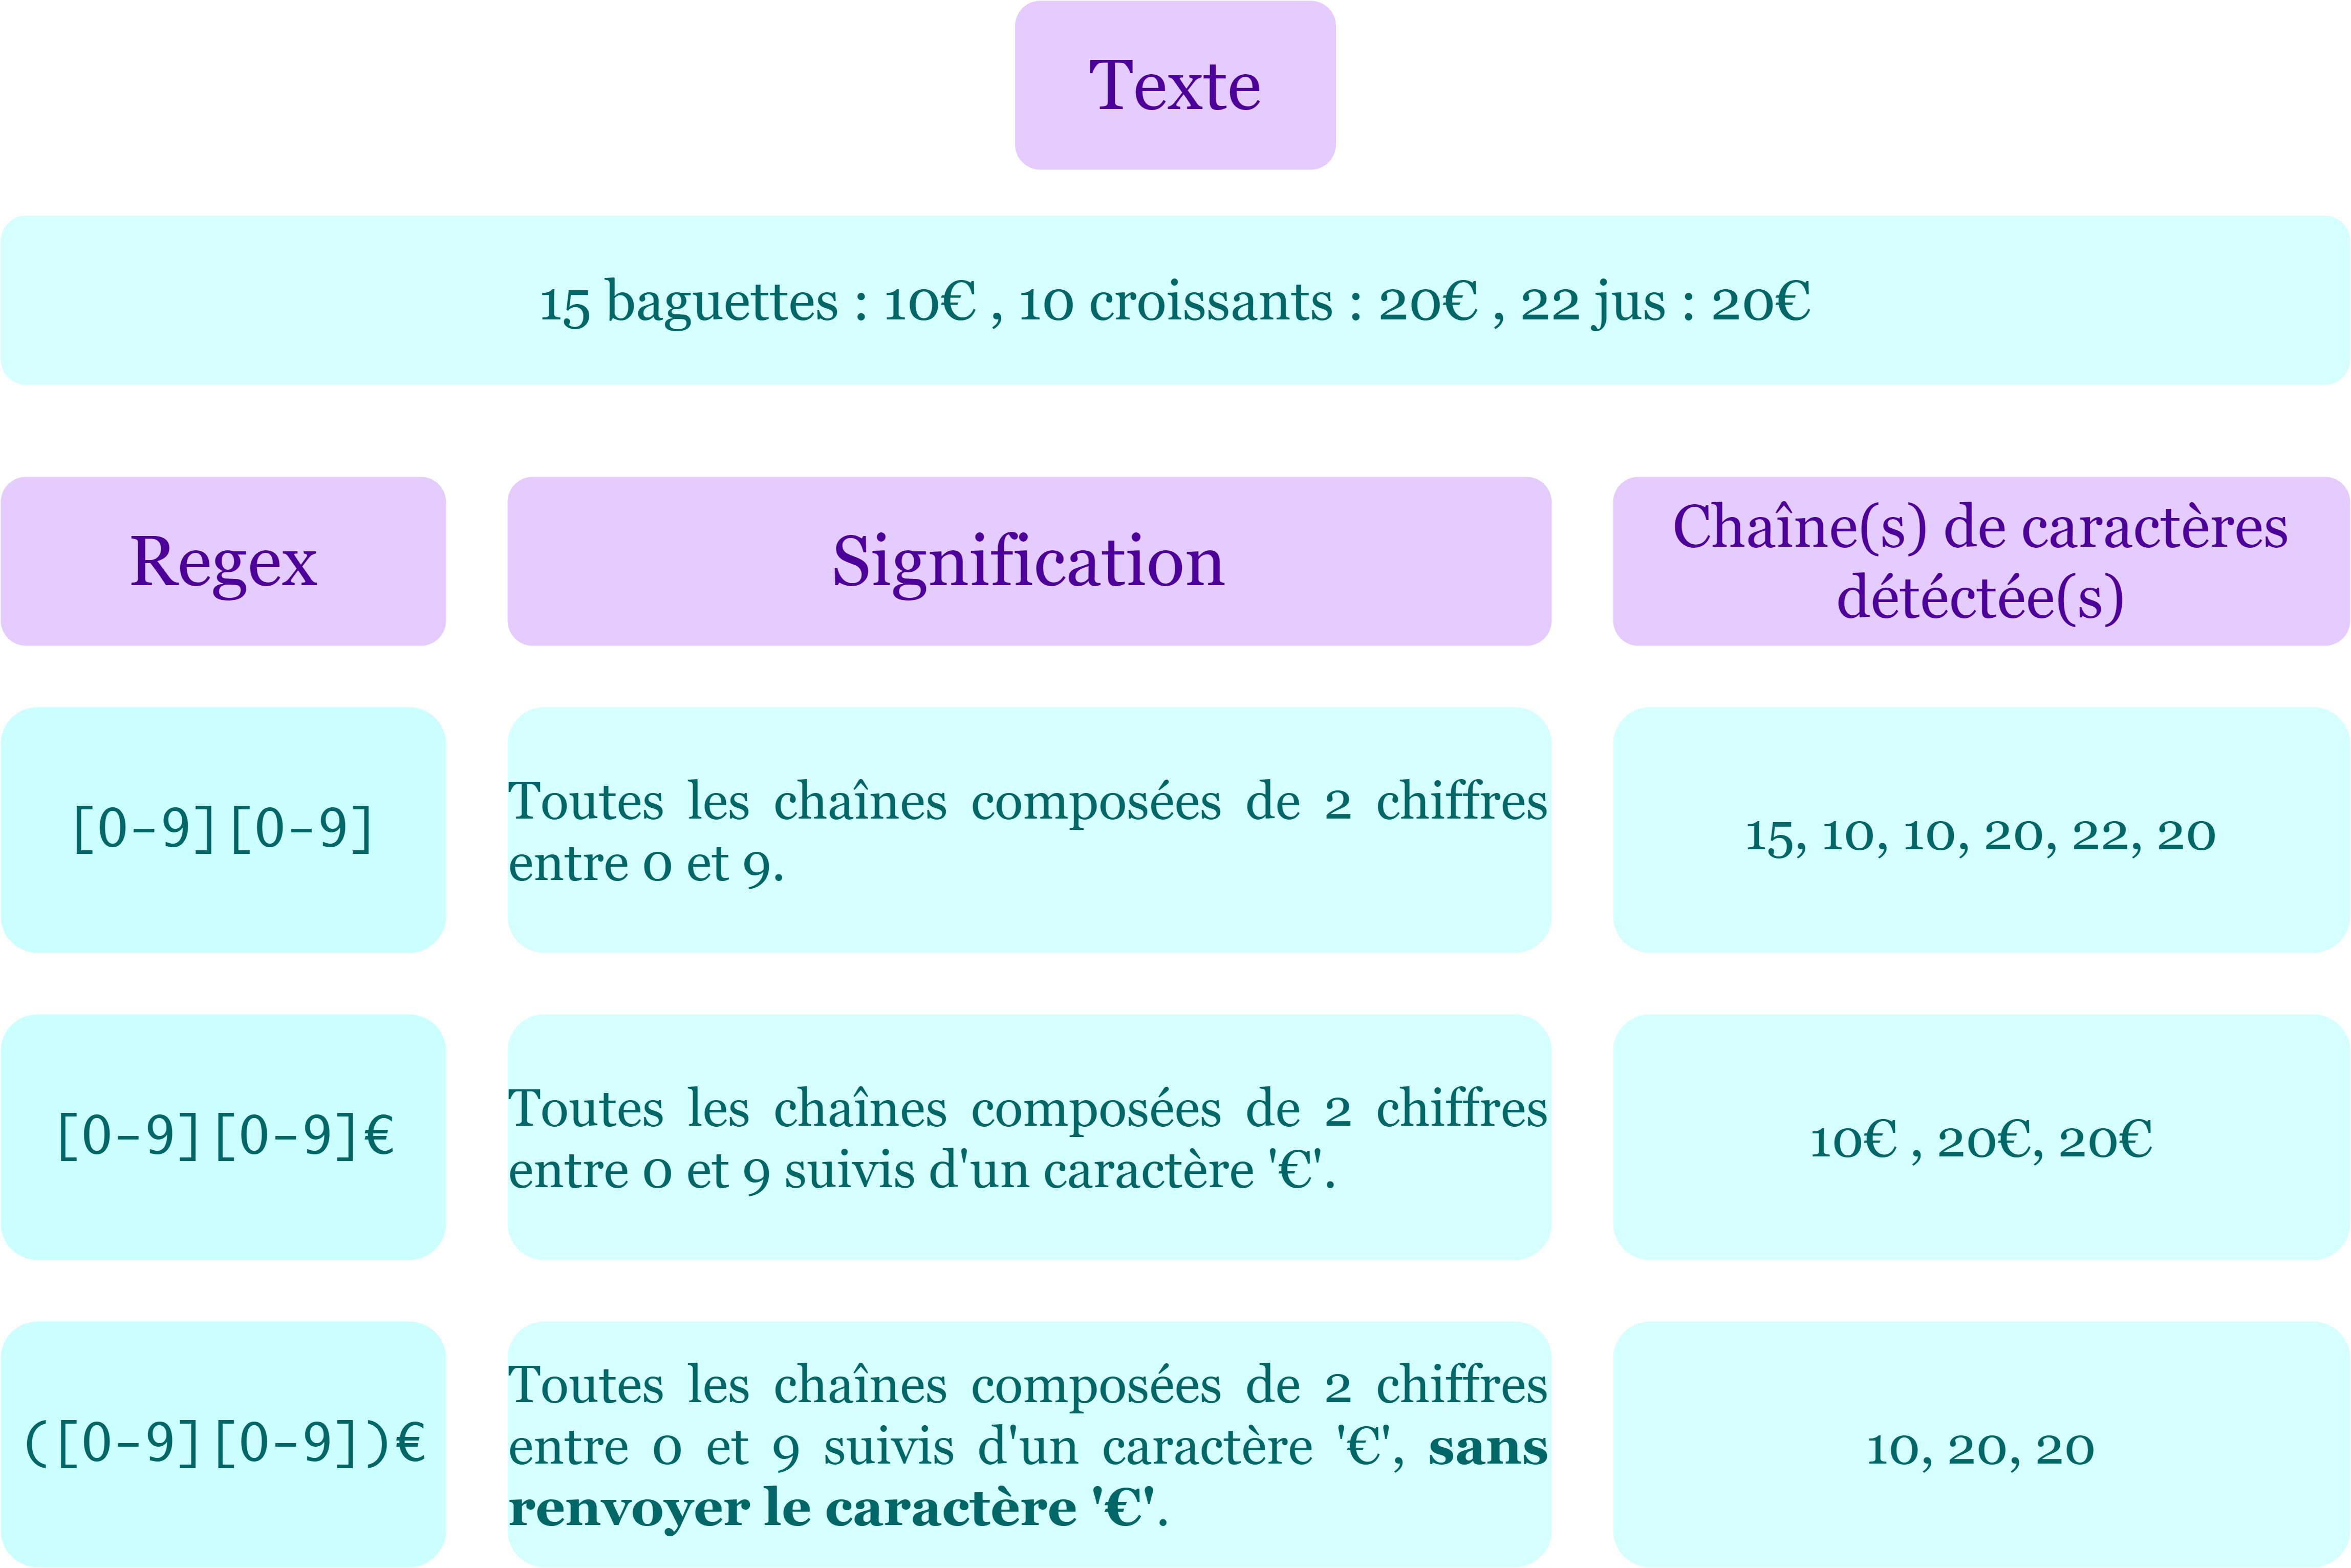 Texte
15 baguettes : 10€ , 10 croissants : 20€ , 22 jus : 20€
Regex
Signification
Chaîne(s) de caractères
détéctée(s)
[0-9][0-9]
Toutes les chaînes composées de 2 chiffres
entre 0 et 9.
15, 10, 10, 20, 22, 20
[0-9][0-9]€
Toutes les chaînes composées de 2 chiffres
entre 0 et 9 suivis d'un caractère '€'.
10€ , 20€, 20€
([0-9][0-9])€
Toutes les chaînes composées de 2 chiffres
entre 0 et 9 suivis d'un caractère '€', sans
renvoyer le caractère '€'.
10, 20, 20